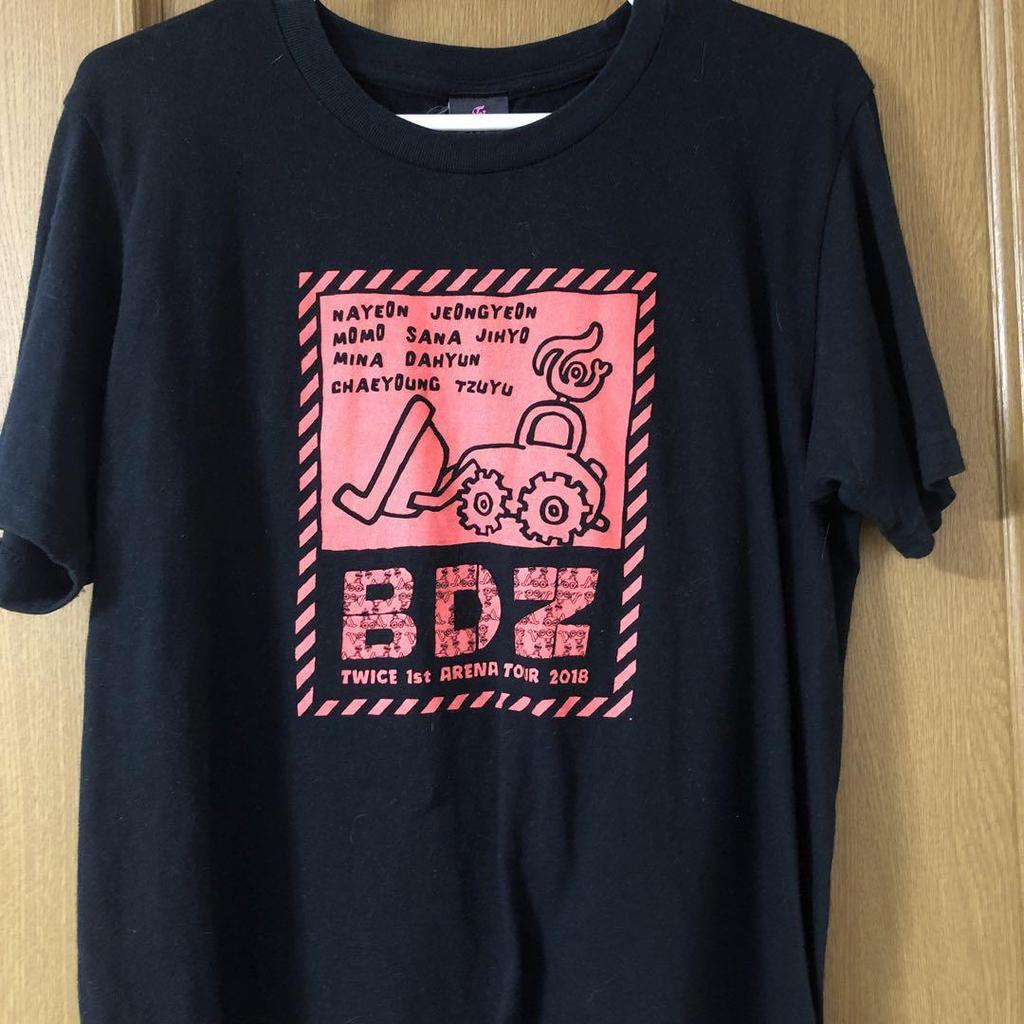 NAYEON JEONGYEON
MOMO SANA JIHYO
MINA DAHYUN
CHAEYOUNG TZUYU
BDZ
TWICE 1st ARENA TOUR 2018